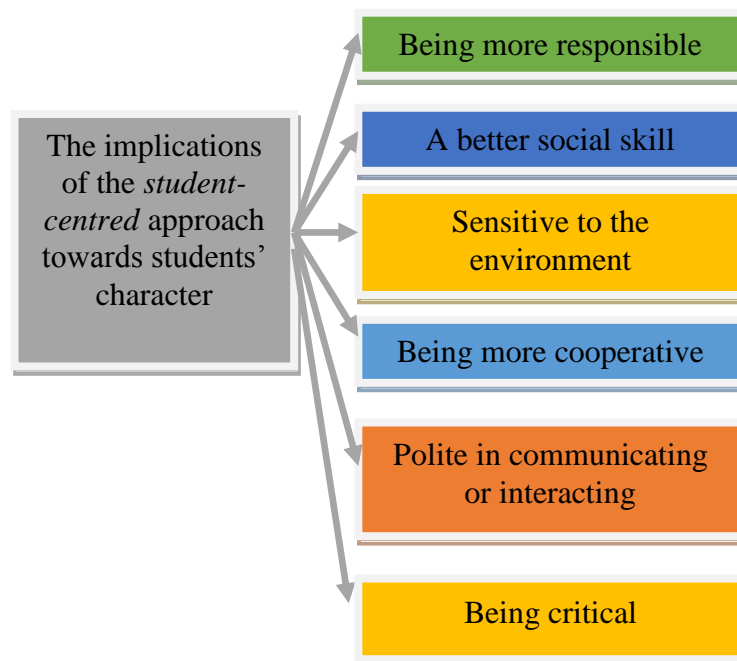 The implications
of the student-
centred approach
towards students’
character
Being more responsible
A better social skill
Sensitive to the
environment
Being more cooperative
Polite in communicating
or interacting
Being critical